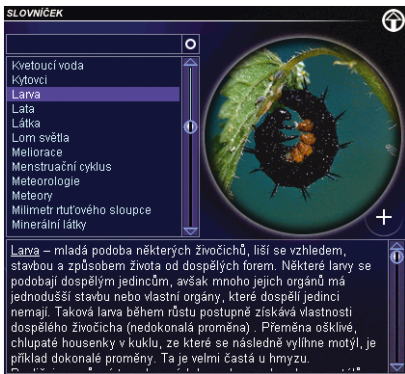 SLOVNÍČEK
Kvetoucí voda
Kytovci
Larva
Lata
Látka
Lom světla
Meliorace
Menstruační cyklus
Meteorologie
Meteory
Milimetr rtuťového sloupce
Minerální látky
Larva – mladá podoba některých živočichů, liší se vzhledem,
stavbou a způsobem života od dospělých forem. Některé larvy se
podobají dospělým jedincům, avšak mnoho jejich orgánů má
jednodušší stavbu nebo vlastní orgány, které dospělí jedinci
nemají. Taková larva během růstu postupně získává vlastnosti
dospělého živočicha (nedokonalá proměna) . Přeměna ošklivé,
chlupaté housenky v kuklu, ze které se následně vylíhne motýl, je
příklad dokonalé proměny. Ta je velmi častá u hmyzu.